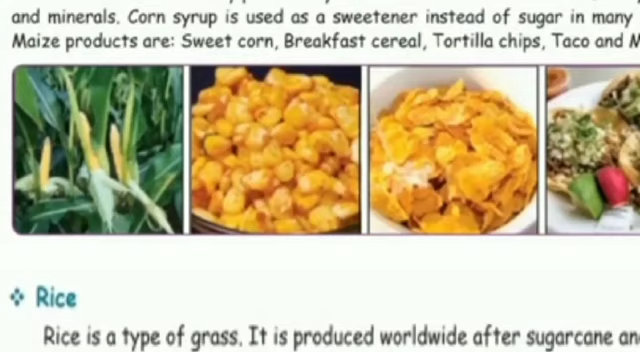 and minerals. Corn syrup is used as a sweetener instead of sugar in many
Maize products are: Sweet corn, Breakfast cereal, Tortilla chips, Taco and
Rice
Rice is a type of grass. It is produced worldwide after sugarcane